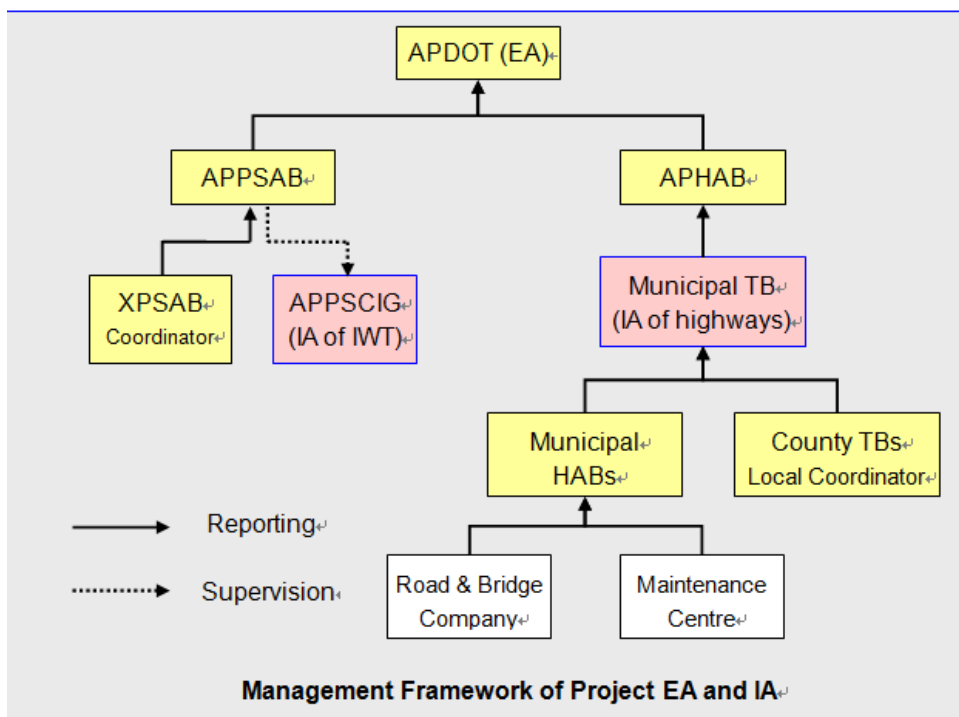 APDOT (EA)
APPSAB
APHAB
XPSAB
Coordinator
APPSCIG
(IA of IWT)
Municipal TB
(IA of highways)
Municipal
HABs
County TBs
Local Coordinator
Reporting
Supervision
Road & Bridge
Company
Maintenance
Centre
Management Framework of Project EA and IA